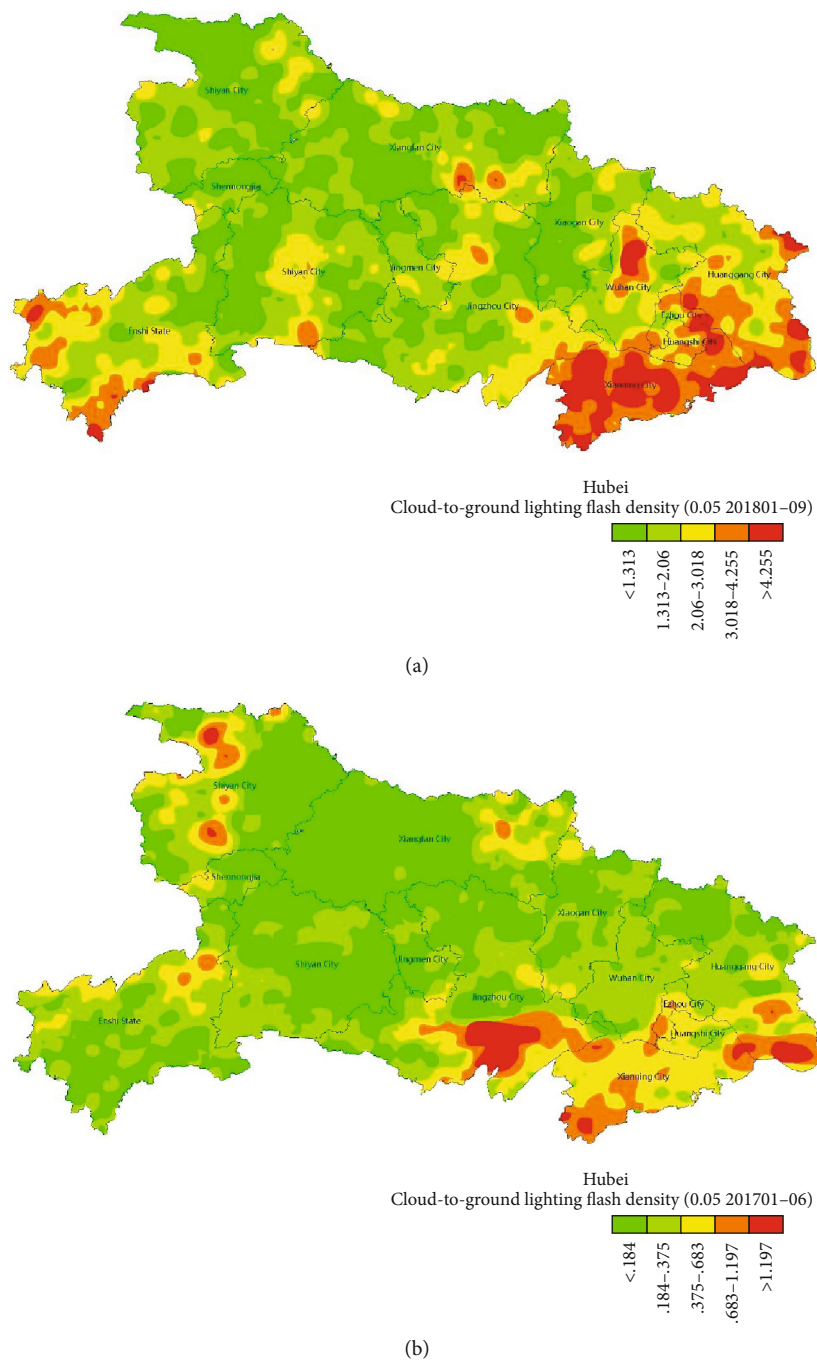 Shiyan City
Xiangfan City
Shennongjia
Xiaogan City
Shiyan City
Jingmen City
Huanggang City
Wuhan City
Jingzhou City
Ezhou City
Enshi State
Huangshi City
Xianning City
Hubei
Cloud-to-ground lighting flash density (0.05 201801–09)
<1.313
1.313–2.06
2.06–3.018
3.018–4.255
>4.255
(a)
Shiyan City
Xiangfan City
Shennongjia
Xiaogan City
Shiyan City
Jingmen City
Huanggang City
Wuhan City
Jingzhou City
Ezhou City
Enshi State
Huangshi City
Xianning City
Hubei
Cloud-to-ground lighting flash density (0.05 201701–06)
<.184
.184–.375
.375–.683
.683–1.197
>1.197
(b)